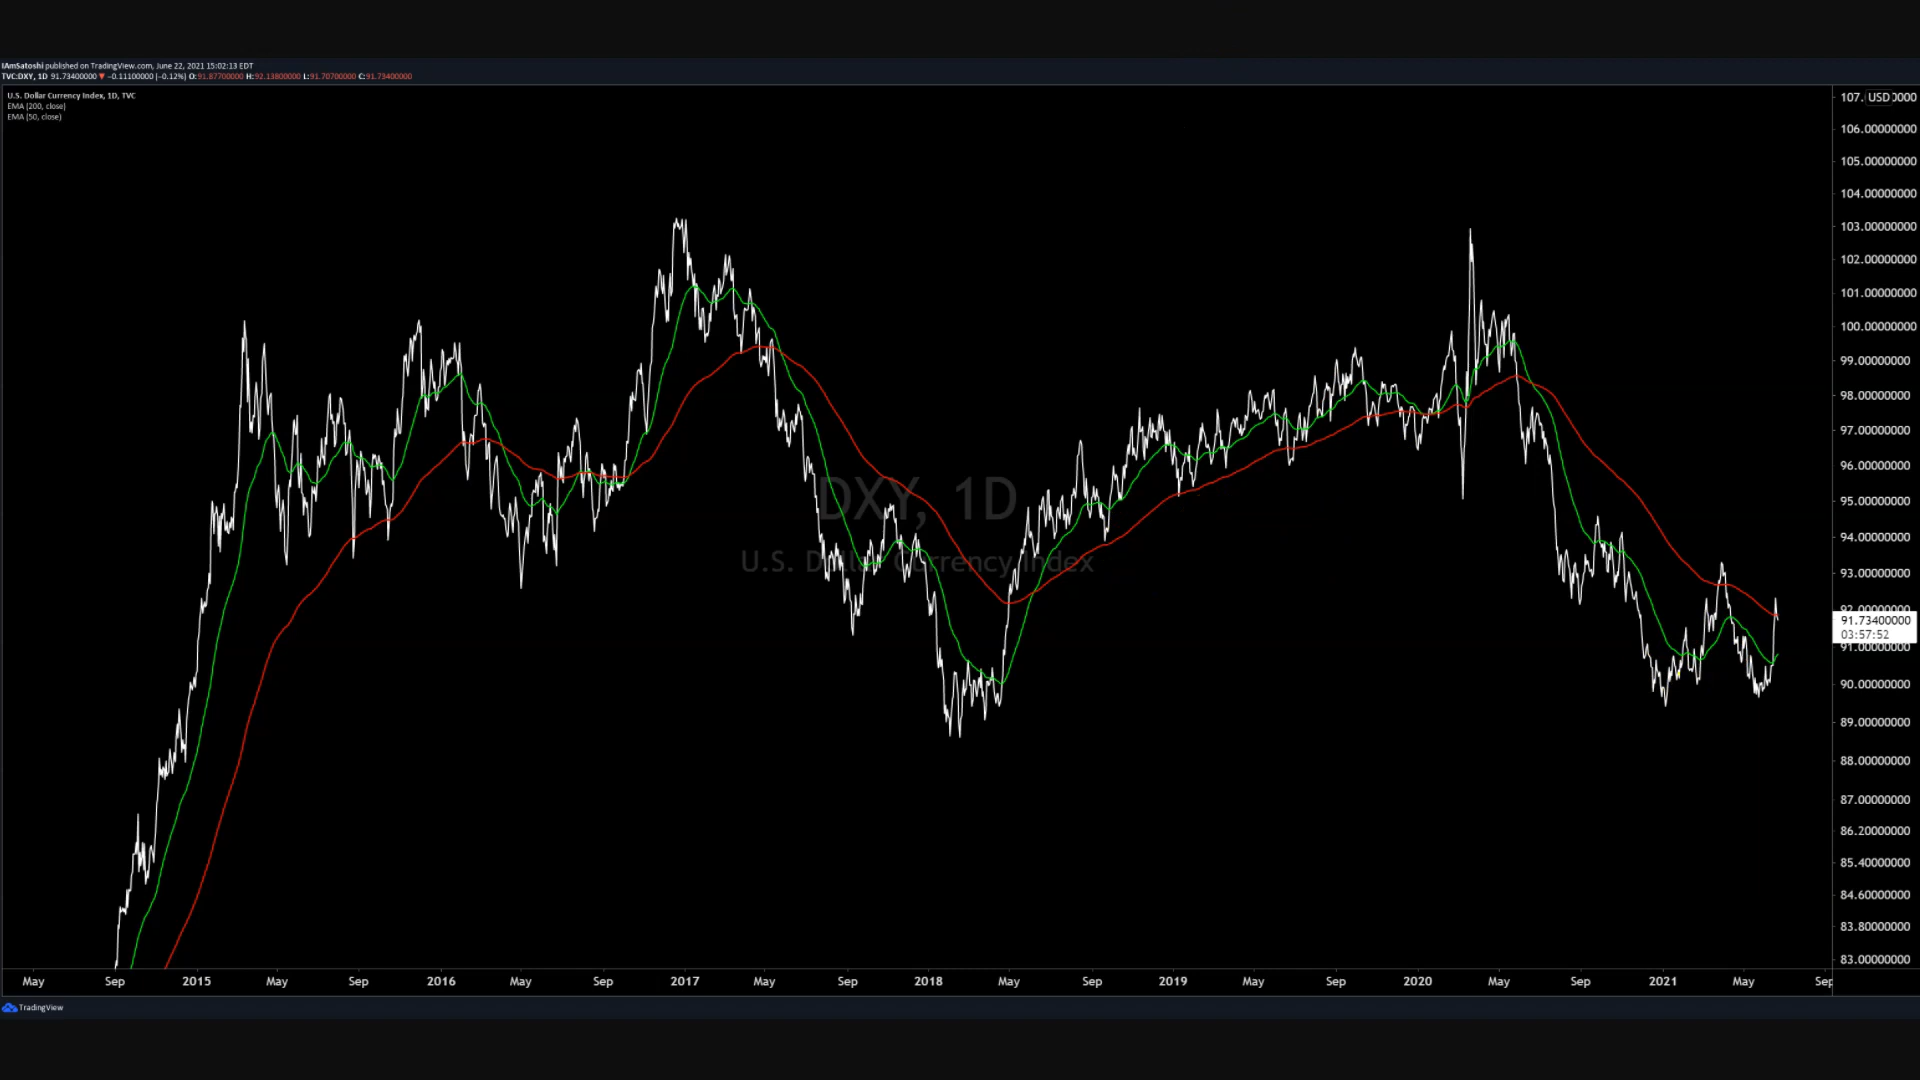 IAmSatoshi published on TradingView.com, June 22, 2021 15:02:13 EDT
TVC:DXY, 1D 91.73400000 ▼ −0.11100000 (−0.12%) O:91.87700000 H:92.13800000 L:91.70700000 C:91.73400000
U.S. Dollar Currency Index, 1D, TVC
EMA (200, close)
EMA (50, close)
DXY, 1D
U.S. Dollar Currency Index
USD
106.00000000
105.00000000
104.00000000
103.00000000
102.00000000
101.00000000
100.00000000
99.00000000
98.00000000
97.00000000
96.00000000
95.00000000
94.00000000
93.00000000
92.00000000
91.73400000
03:57:52
91.00000000
90.00000000
89.00000000
88.00000000
87.00000000
86.20000000
85.40000000
84.60000000
83.80000000
83.00000000
May Sep 2015 May Sep 2016 May Sep 2017 May Sep 2018 May Sep 2019 May Sep 2020 May Sep 2021 May Sep
TradingView